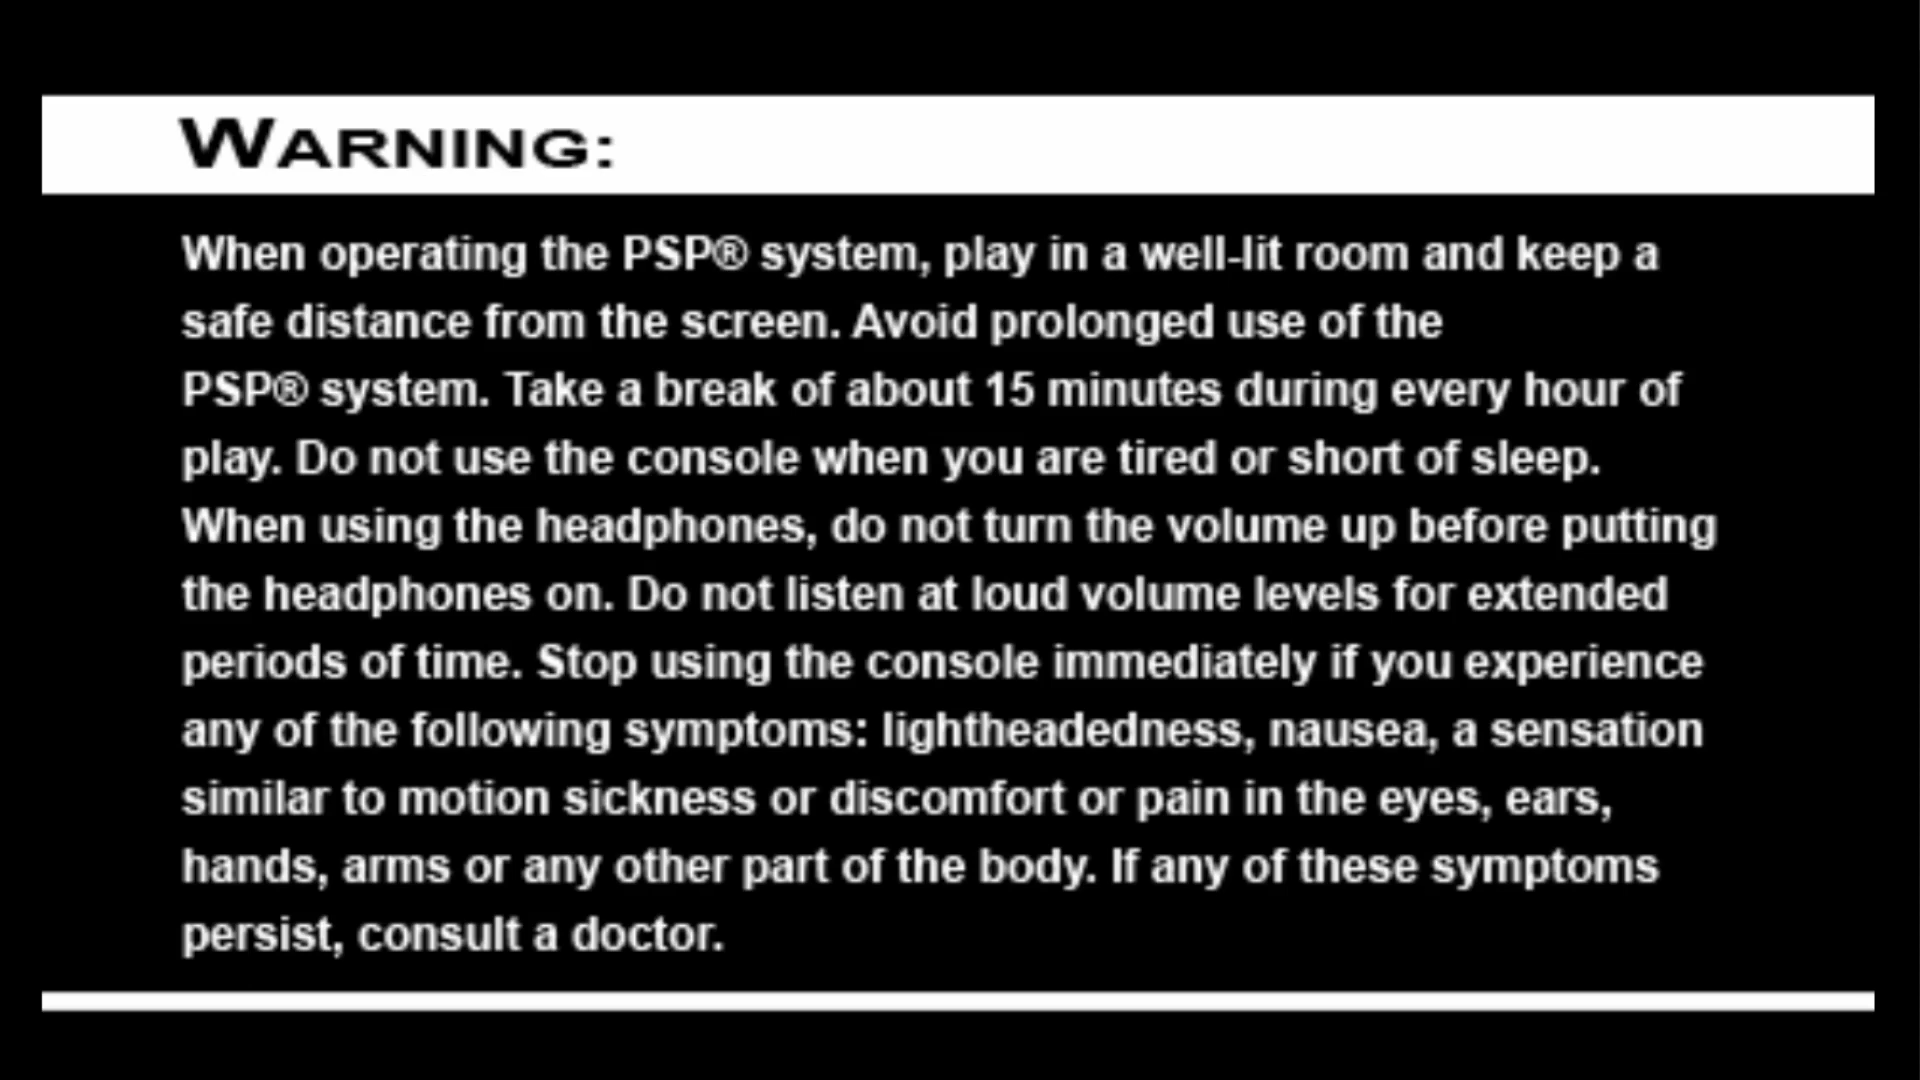 WARNING:
When operating the PSP® system, play in a well-lit room and keep a
safe distance from the screen. Avoid prolonged use of the
PSP® system. Take a break of about 15 minutes during every hour of
play. Do not use the console when you are tired or short of sleep.
When using the headphones, do not turn the volume up before putting
the headphones on. Do not listen at loud volume levels for extended
periods of time. Stop using the console immediately if you experience
any of the following symptoms: lightheadedness, nausea, a sensation
similar to motion sickness or discomfort or pain in the eyes, ears,
hands, arms or any other part of the body. If any of these symptoms
persist, consult a doctor.